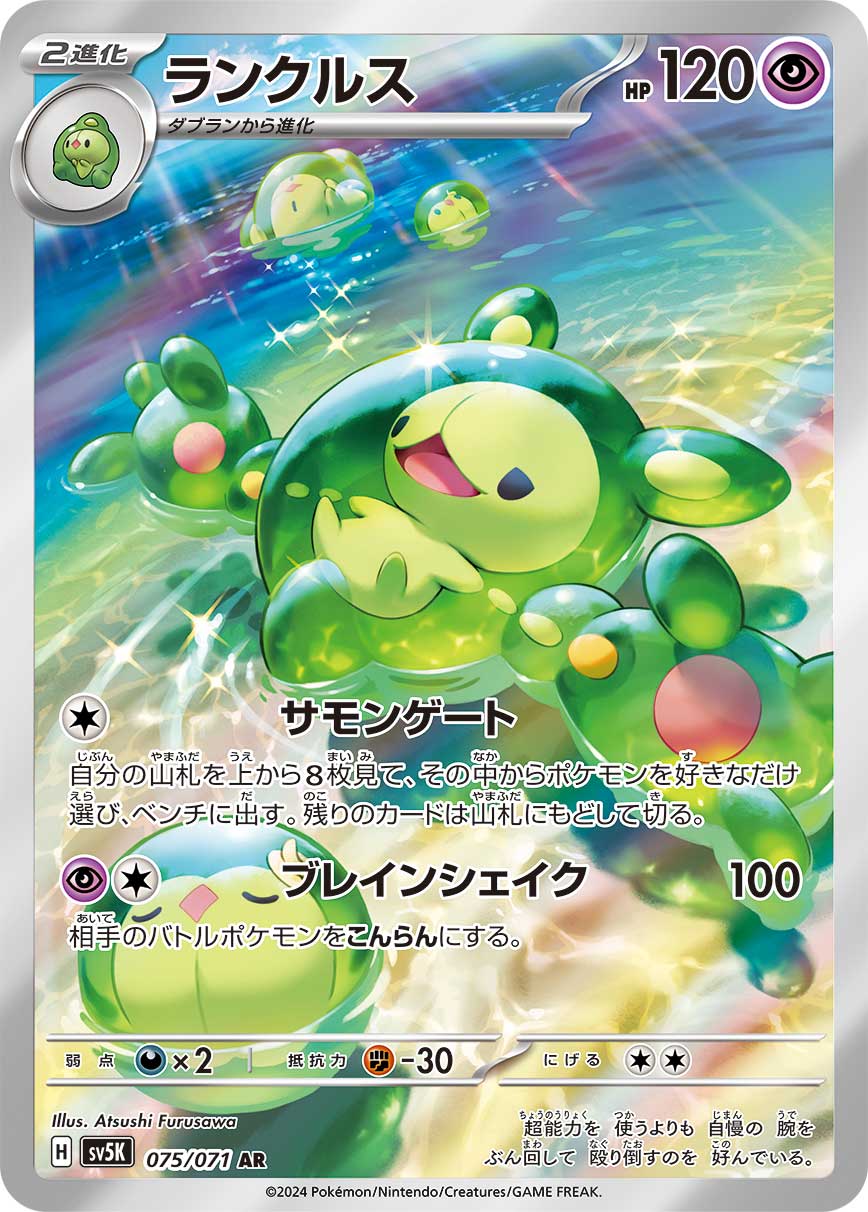 2進化 ランクルス HP 120
ダブランから進化
サモンゲート
自分の山札を上から8枚見て、その中からポケモンを好きなだけ
選び、ベンチに出す。残りのカードは山札にもどして切る。
ブレインシェイク 100
相手のバトルポケモンをこんらんにする。
弱点 ×2 抵抗力 -30 にげる
Illus. Atsushi Furusawa
H sv5K 075/071 AR
超能力を 使うよりも 自慢の 腕を
ぶん回して 殴り倒すのを 好んでいる。
©2024 Pokémon/Nintendo/Creatures/GAME FREAK.